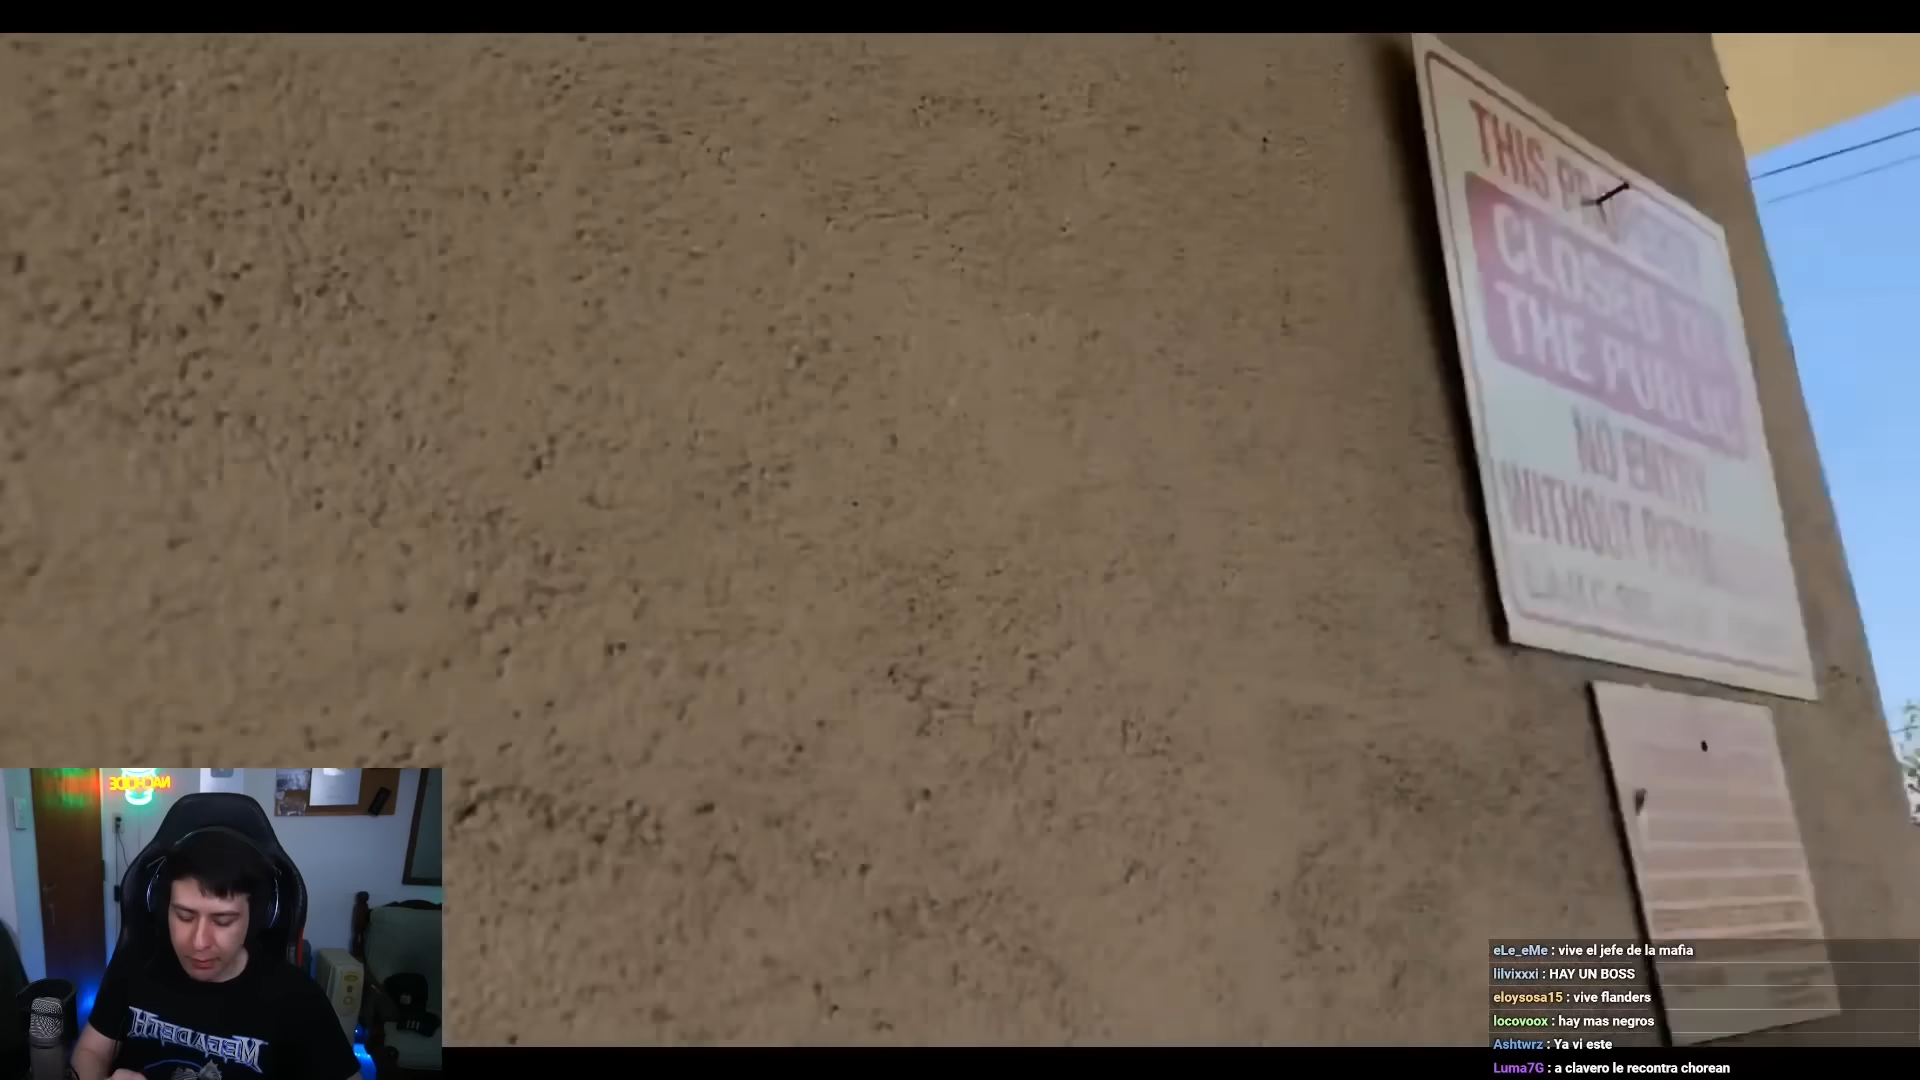 THIS
CLOSED TO
THE PUBLIC
NO ENTRY
WITHOUT
NACHODE
MEGADETH
eLe_eMe : vive el jefe de la mafia
lilvixxxi : HAY UN BOSS
eloysosa15 : vive flanders
locovoox : hay mas negros
Ashtwrz : Ya vi este
Luma7G : a clavero le recontra chorean